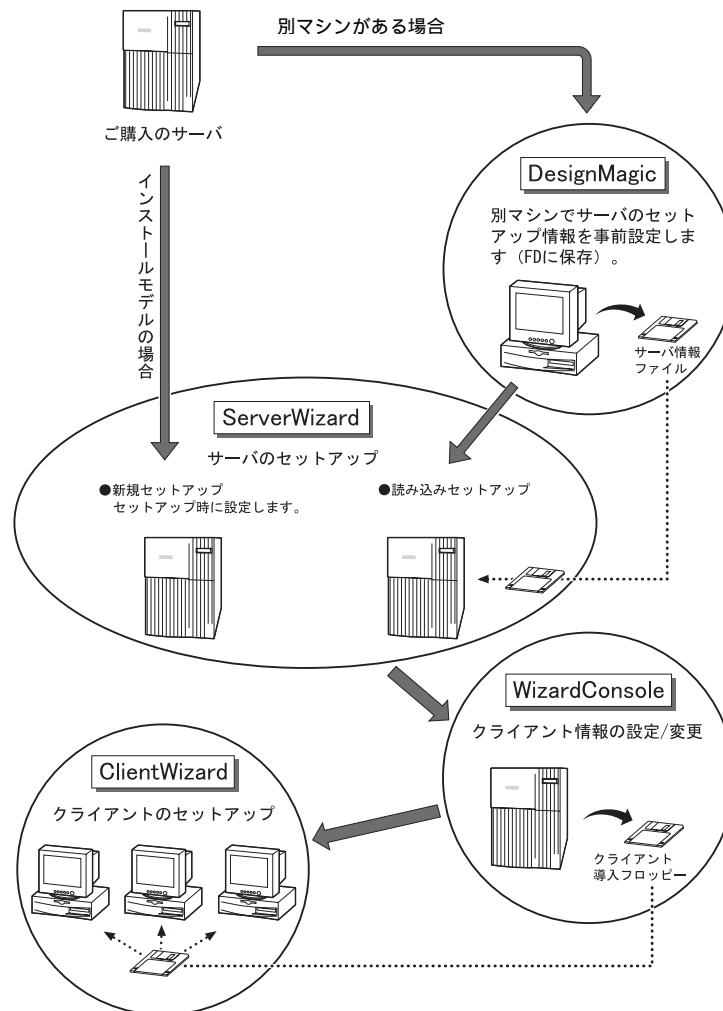 別マシンがある場合
ご購入のサーバ
インストールモデルの場合
DesignMagic
別マシンでサーバのセット
アップ情報を事前設定しま
す（FDに保存）。
サーバ情報
ファイル
ServerWizard
サーバのセットアップ
●新規セットアップ
セットアップ時に設定します。
●読み込みセットアップ
WizardConsole
クライアント情報の設定/変更
クライアント
導入フロッピー
ClientWizard
クライアントのセットアップ